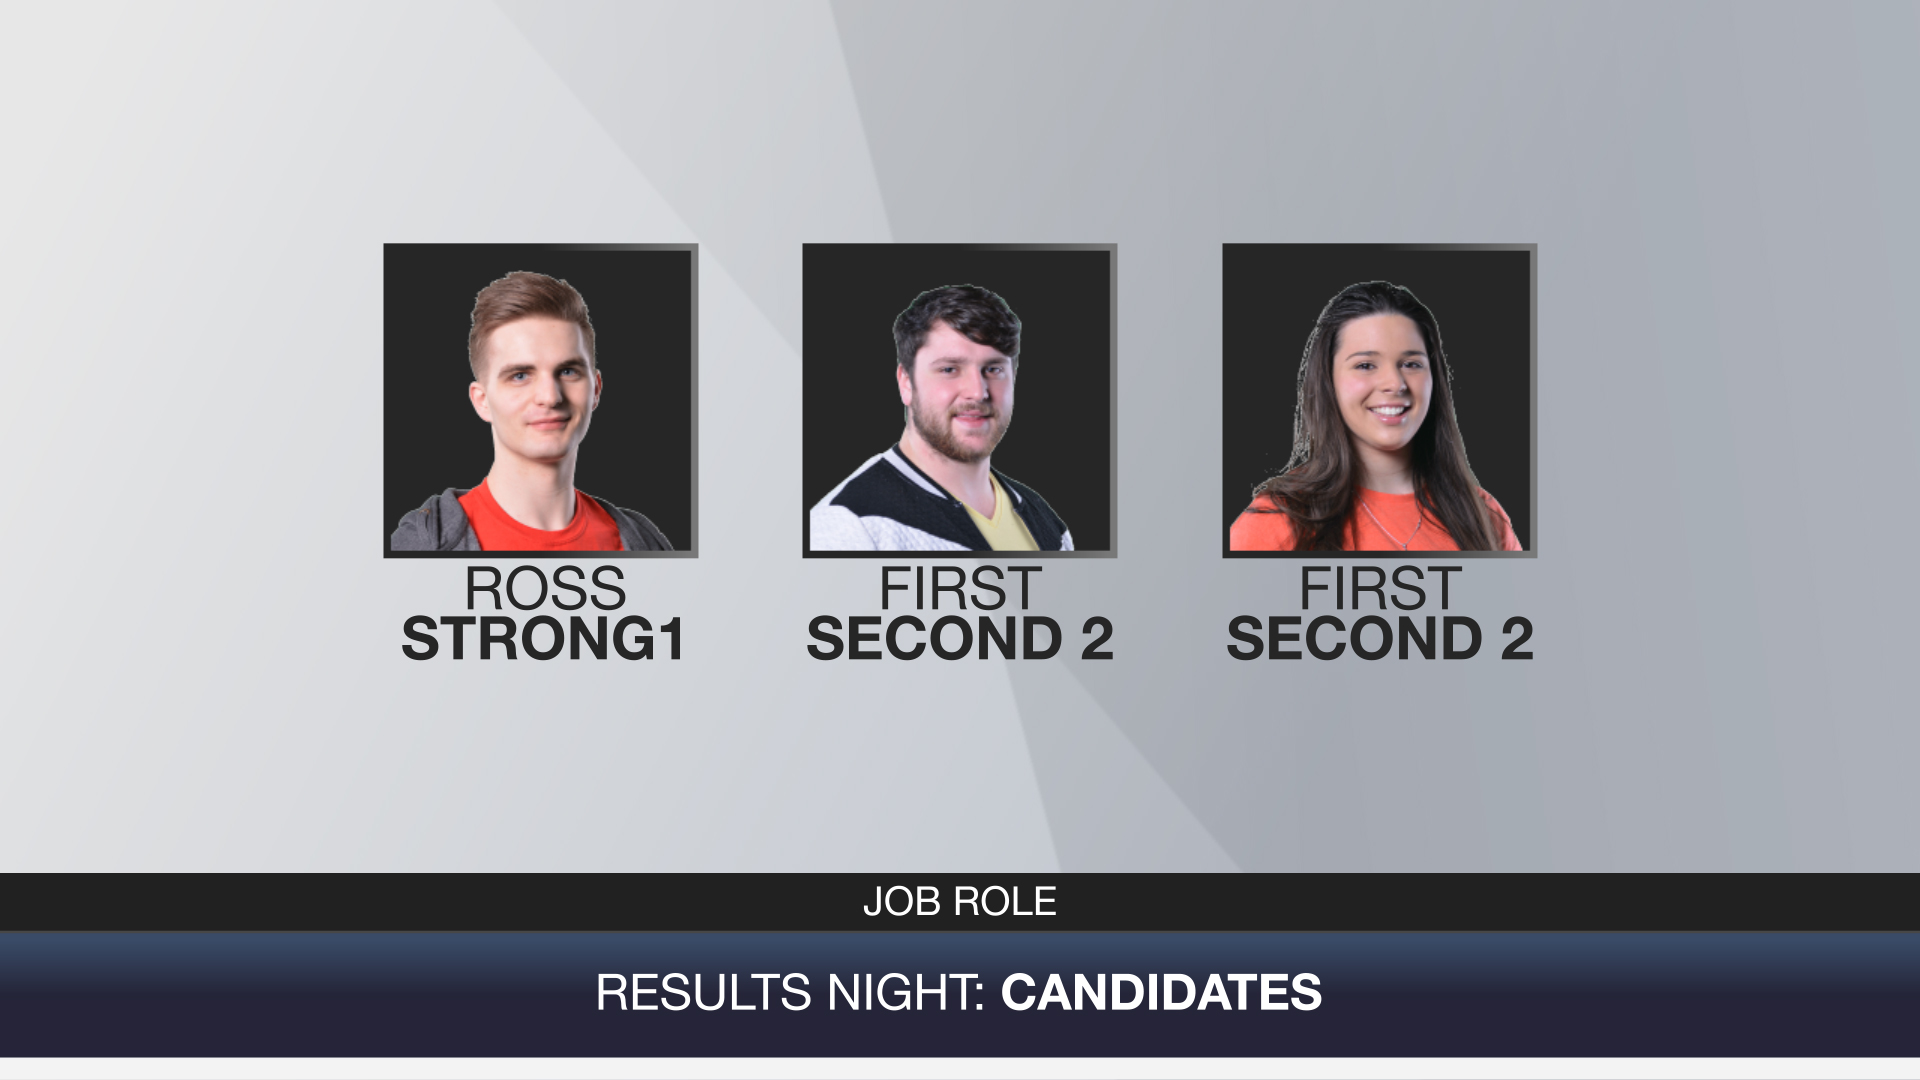 ROSS
STRONG1
FIRST
SECOND 2
FIRST
SECOND 2
JOB ROLE
RESULTS NIGHT: CANDIDATES